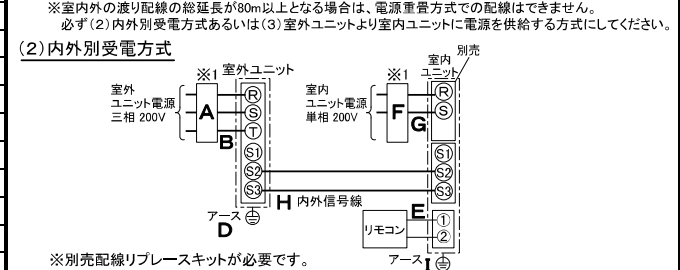 ※室内外の渡り配線の総延長が80m以上となる場合は、電源重畳方式での配線はできません。
必ず(2)内外別受電方式あるいは(3)室外ユニットより室内ユニットに電源を供給する方式にしてください。
(2)内外別受電方式
別売
※1 室外ユニット
※1 室内
ユニット
室外
ユニット電源
三相 200V
A
B
R
S
T
S1
S2
S3
室内
ユニット電源
単相 200V
F
G
R
S
S1
S2
S3
H 内外信号線
アース
D
リモコン
E
①
②
アース I
※別売配線リプレースキットが必要です。